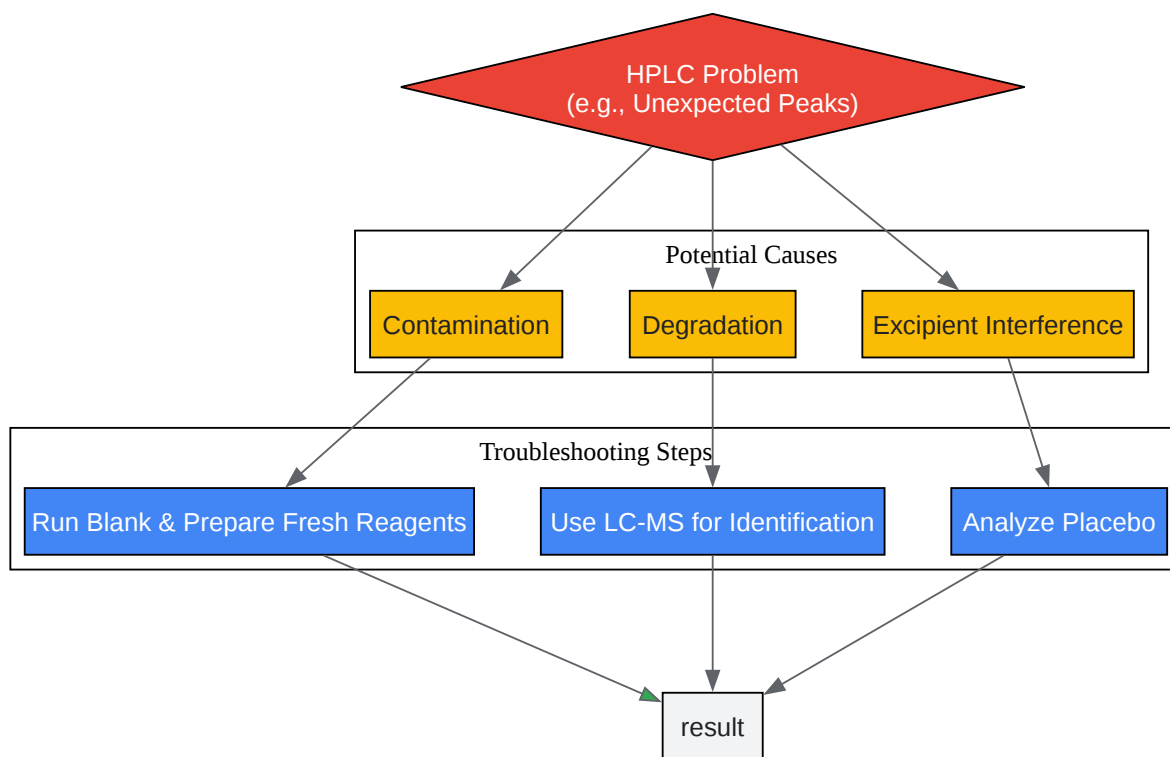 HPLC Problem
(e.g., Unexpected Peaks)
Potential Causes
Contamination
Degradation
Excipient Interference
Troubleshooting Steps
Run Blank & Prepare Fresh Reagents
Use LC-MS for Identification
Analyze Placebo
result